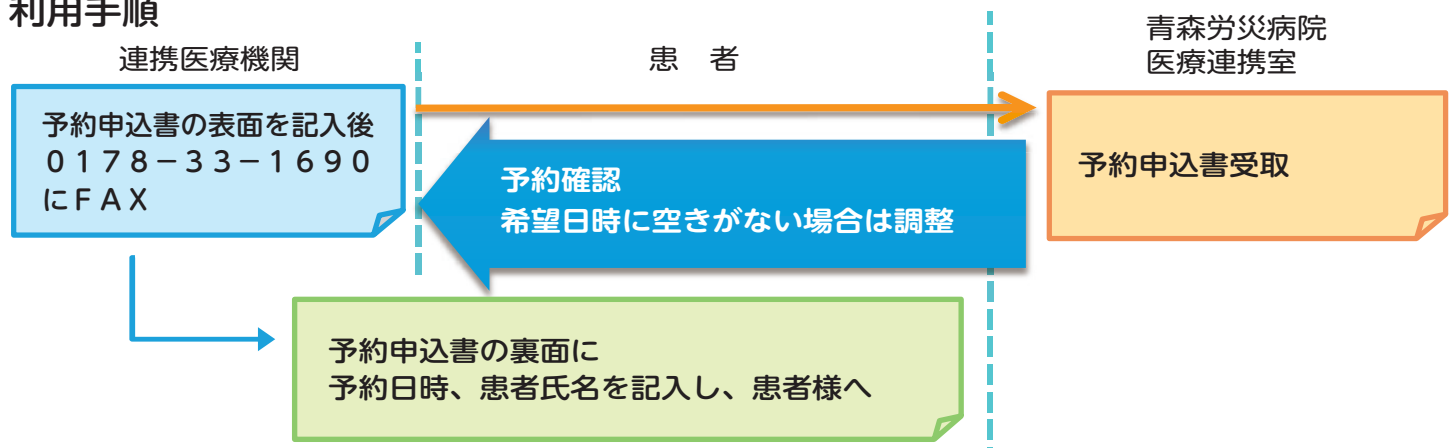 利用手順
連携医療機関
患　者
青森労災病院
医療連携室
予約申込書の表面を記入後
０１７８－３３－１６９０
にＦＡＸ
予約確認
希望日時に空きがない場合は調整
予約申込書受取
予約申込書の裏面に
予約日時、患者氏名を記入し、患者様へ